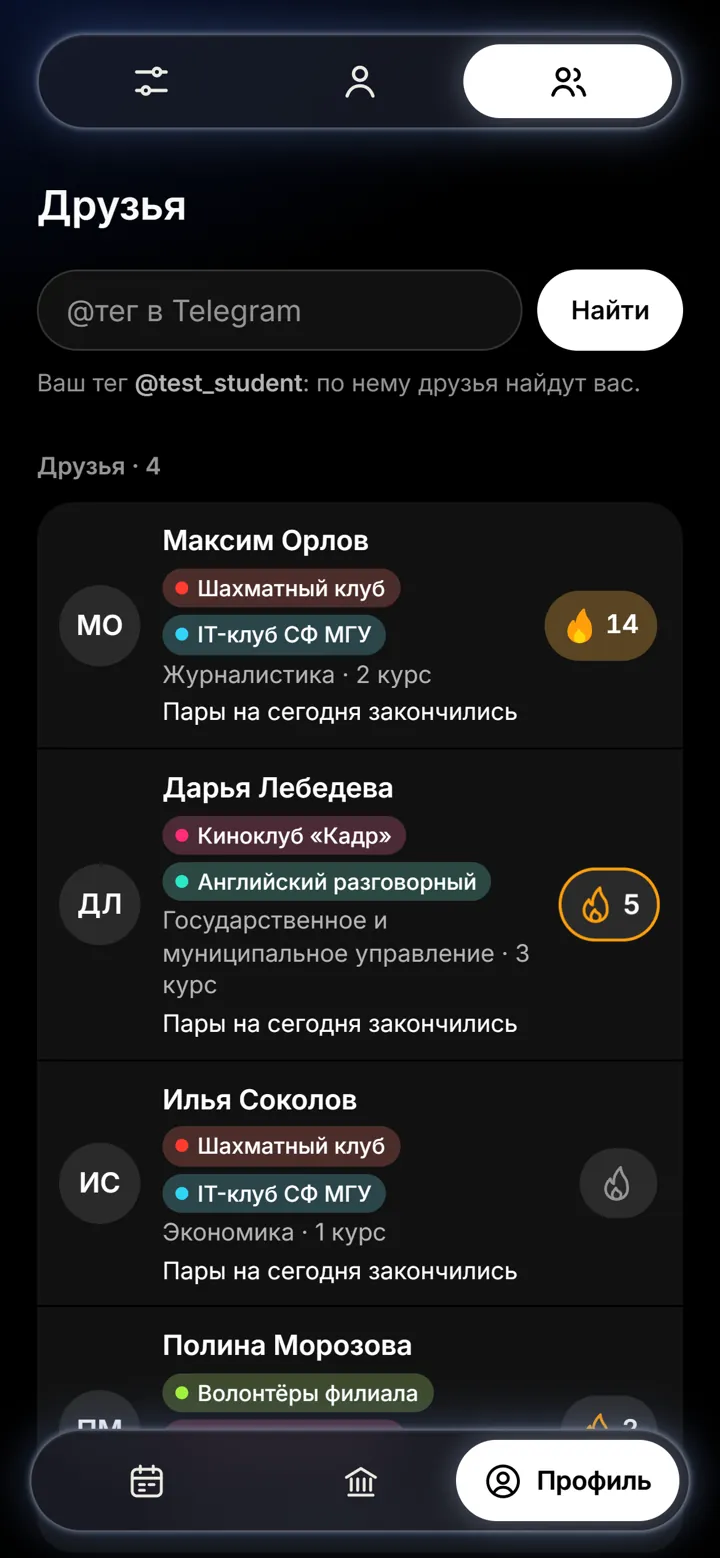 Друзья
@тег в Telegram
Найти
Ваш тег @test_student: по нему друзья найдут вас.
Друзья · 4
Максим Орлов
Шахматный клуб
IT-клуб СФ МГУ
МО
14
Журналистика · 2 курс
Пары на сегодня закончились
Дарья Лебедева
Киноклуб «Кадр»
Английский разговорный
ДЛ
5
Государственное и
муниципальное управление · 3
курс
Пары на сегодня закончились
Илья Соколов
Шахматный клуб
IT-клуб СФ МГУ
ИС
Экономика · 1 курс
Пары на сегодня закончились
Полина Морозова
Волонтёры филиала
ПМ
2
Профиль